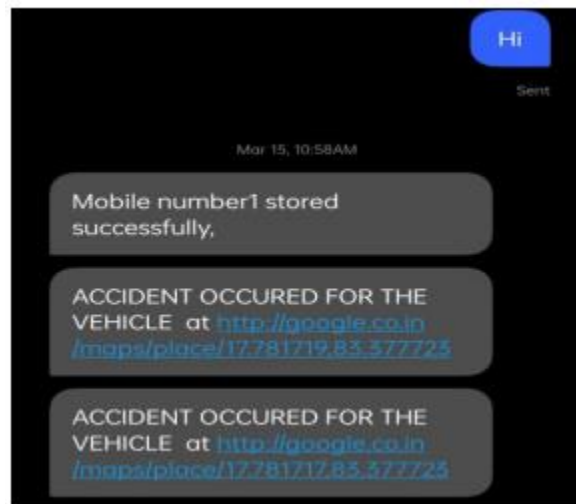 Hi
Sent
Mar 15, 10:58AM
Mobile number1 stored
successfully,
ACCIDENT OCCURED FOR THE
VEHICLE at http://google.co.in
/maps/place/17.781719,83.377723
ACCIDENT OCCURED FOR THE
VEHICLE at http://google.co.in
/maps/place/17.781717,83.377723